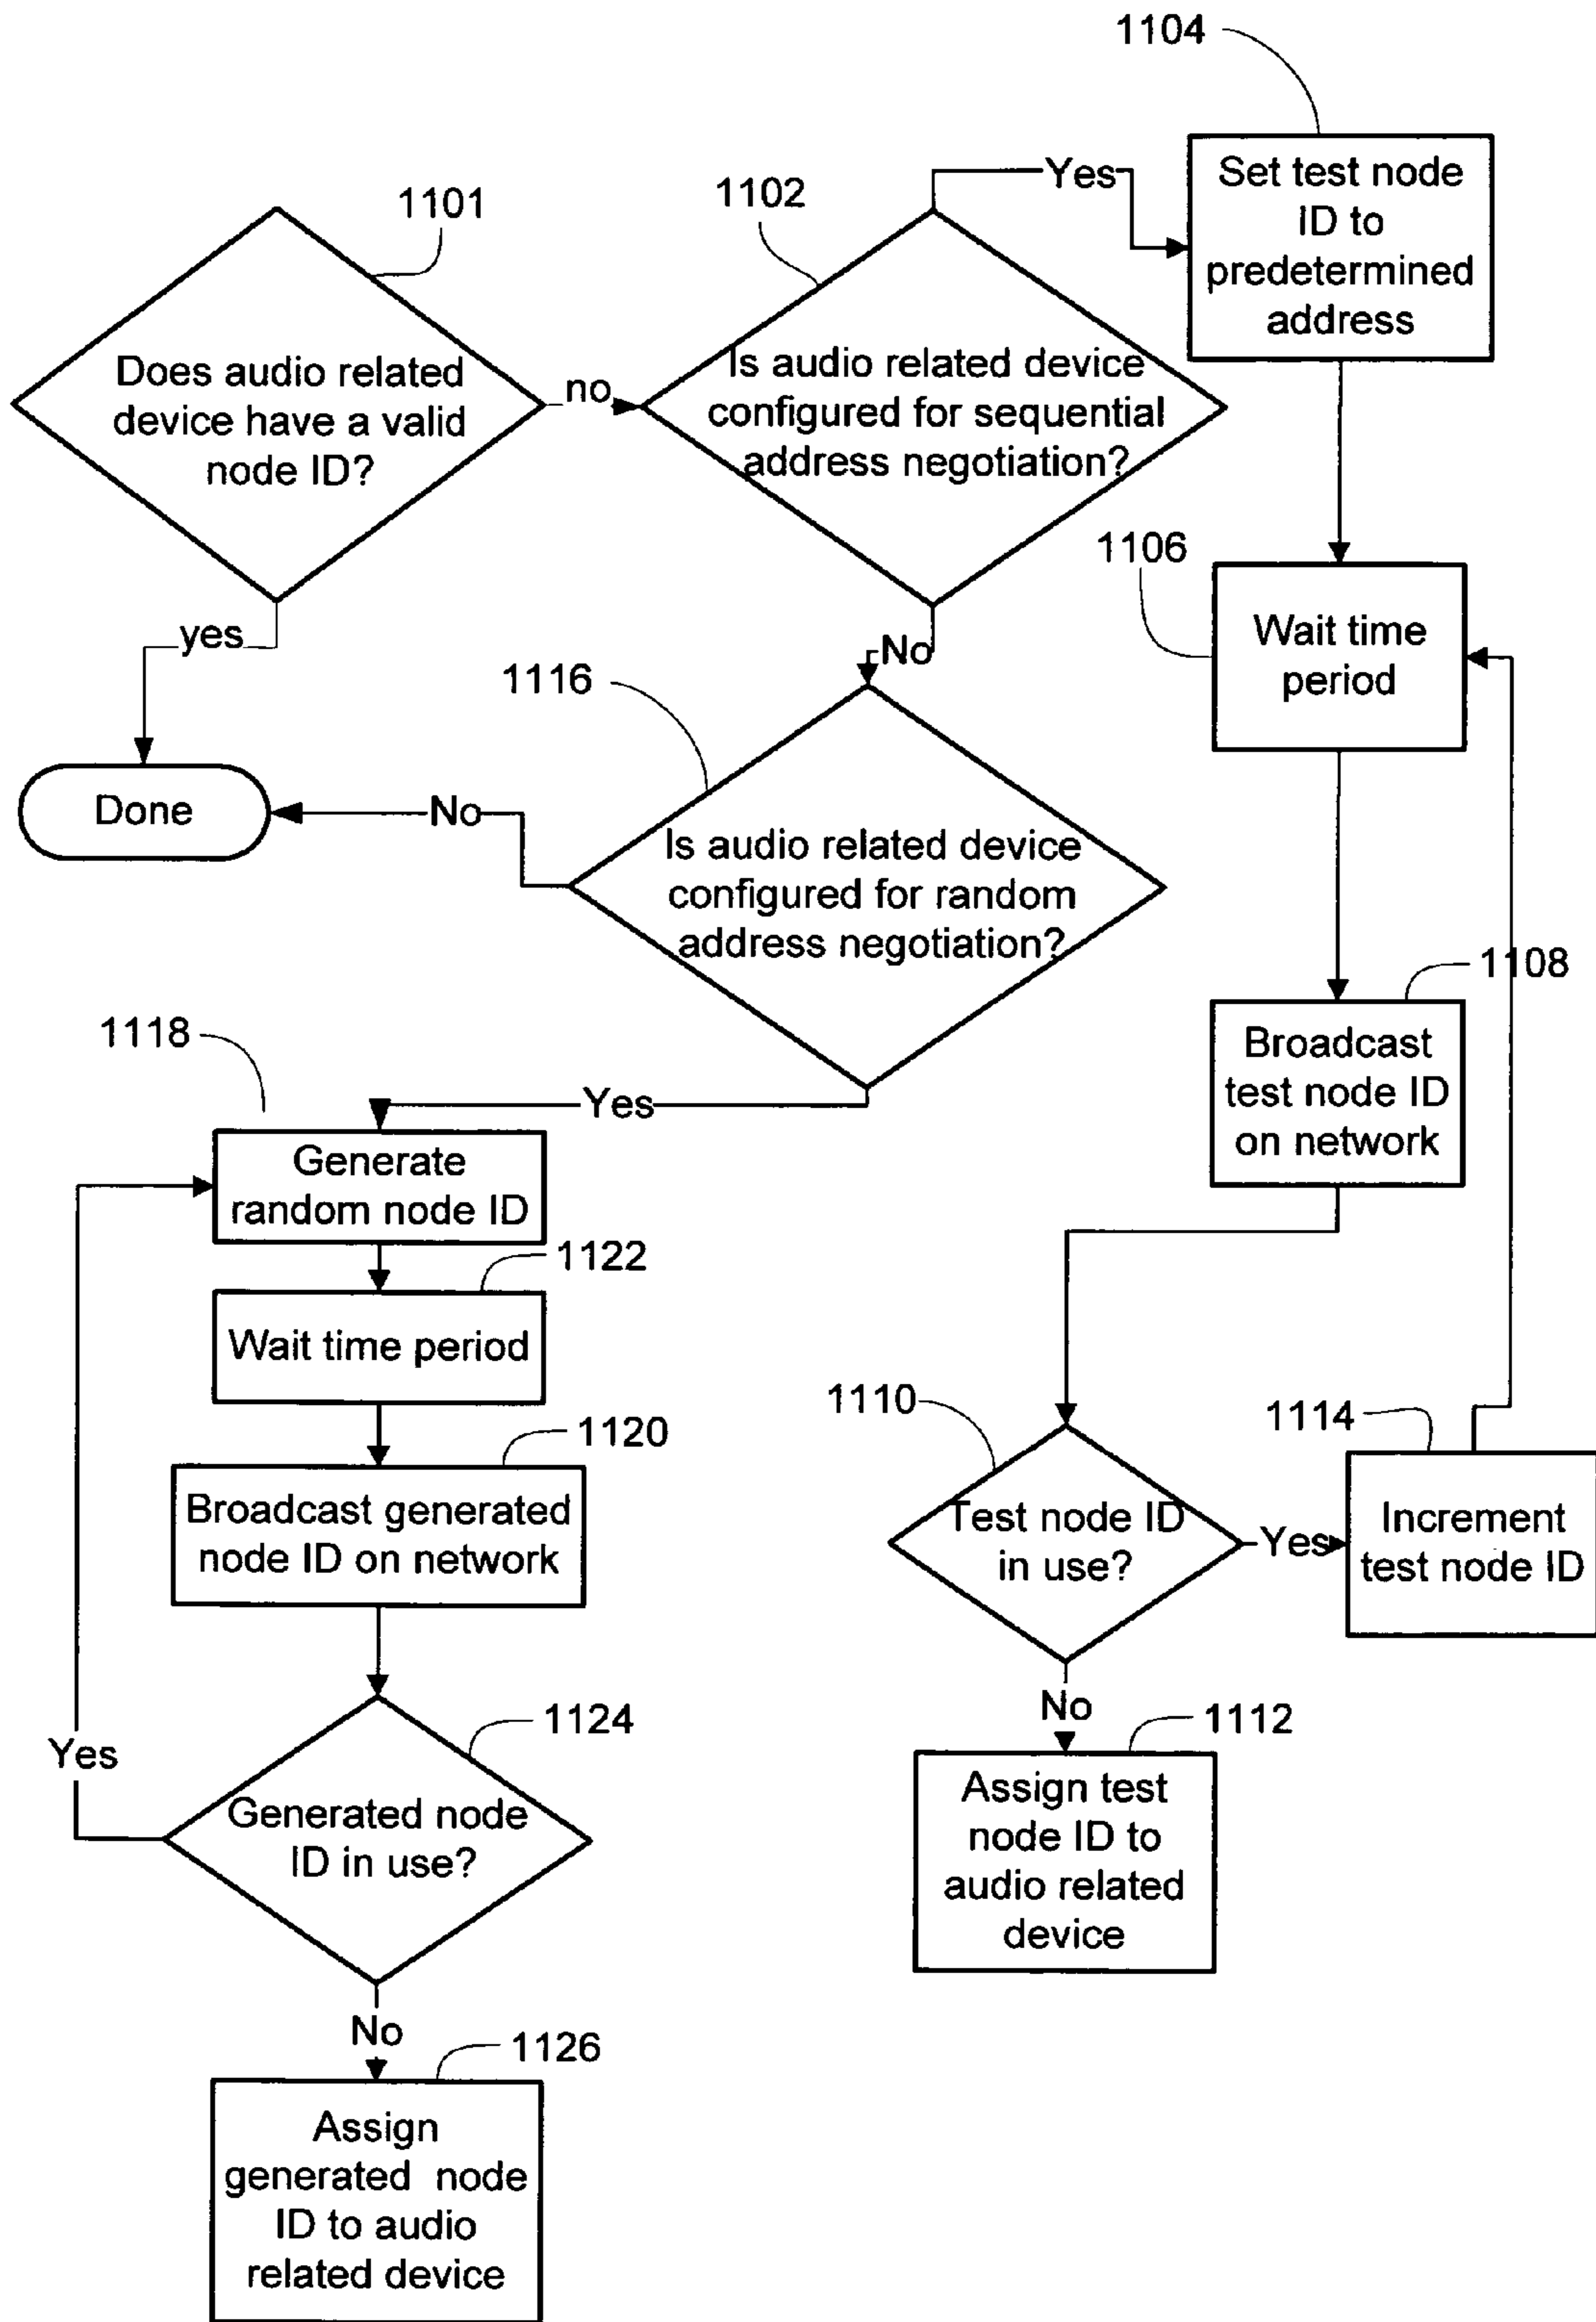 1104
Yes
Set test node
ID to
predetermined
address
1101
1102
Does audio related
device have a valid
node ID?
no
Is audio related device
configured for sequential
address negotiation?
yes
No
1106
Wait time
period
1116
Done
No
Is audio related device
configured for random
address negotiation?
1108
Broadcast
test node ID
on network
1118
Yes
Generate
random node ID
1122
Wait time period
1120
Broadcast generated
node ID on network
1110
1114
Test node ID
in use?
Yes
Increment
test node ID
No
1112
Assign test
node ID to
audio related
device
1124
Yes
Generated node
ID in use?
No
1126
Assign
generated node
ID to audio
related device